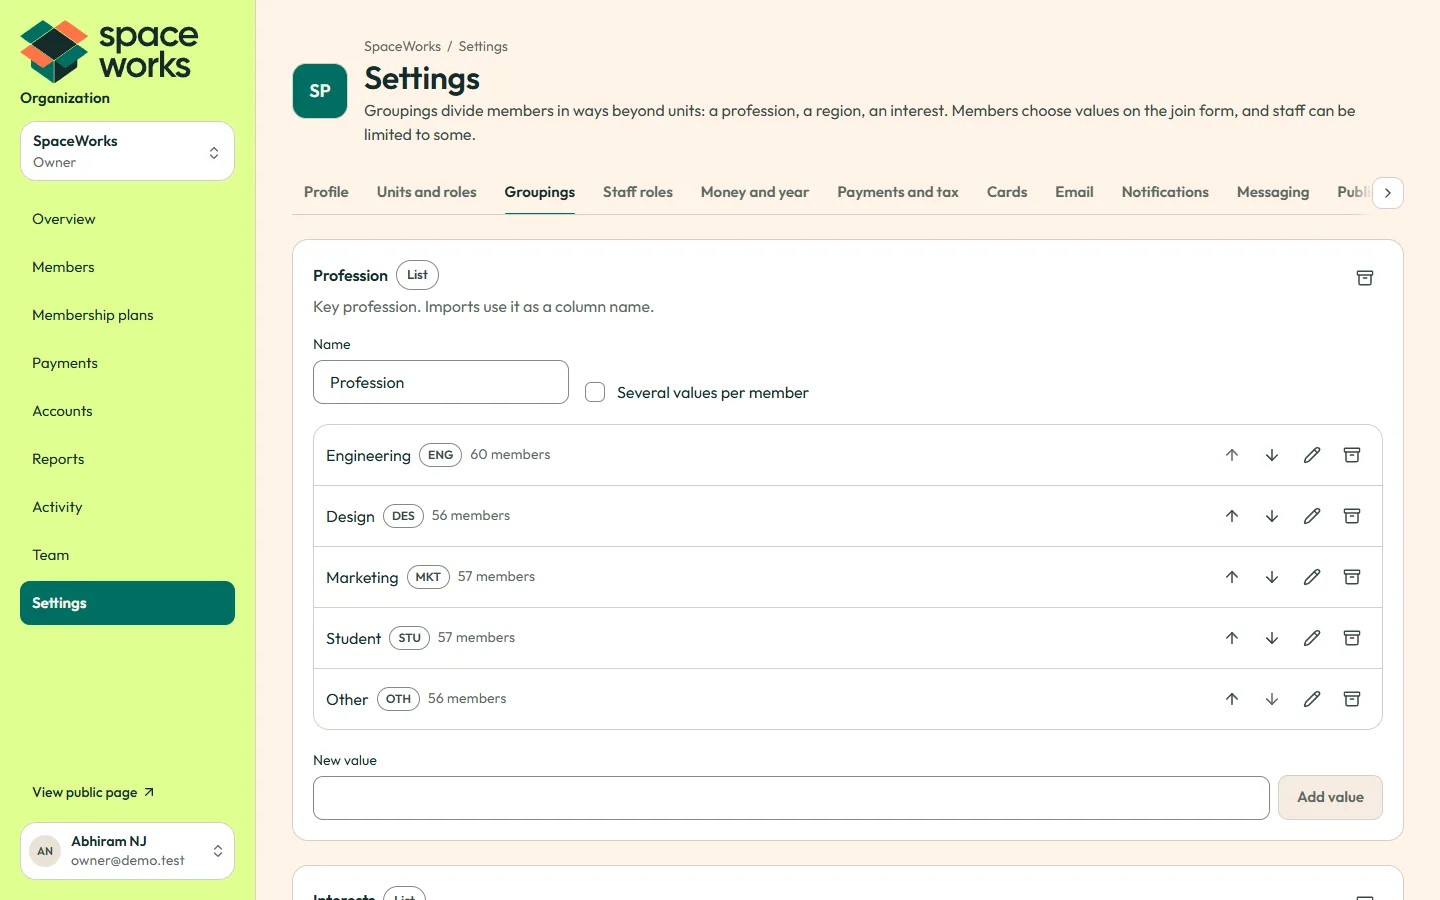 space
works
Organization
SpaceWorks
Owner
Overview
Members
Membership plans
Payments
Accounts
Reports
Activity
Team
Settings
View public page
AN
Abhiram NJ
owner@demo.test
SpaceWorks / Settings
SP
Settings
Groupings divide members in ways beyond units: a profession, a region, an interest. Members choose values on the join form, and staff can be
limited to some.
Profile Units and roles Groupings Staff roles Money and year Payments and tax Cards Email Notifications Messaging
Profession List
Key profession. Imports use it as a column name.
Name
Profession
Several values per member
Engineering ENG 60 members
Design DES 56 members
Marketing MKT 57 members
Student STU 57 members
Other OTH 56 members
New value
Add value
Interests List